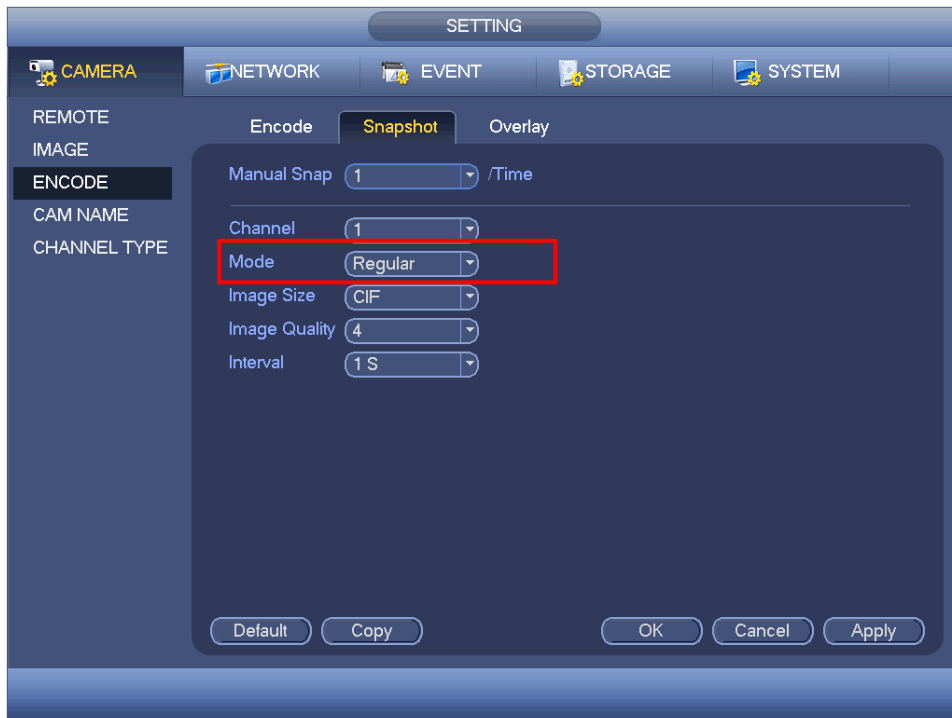 SETTING
CAMERA NETWORK EVENT STORAGE SYSTEM
REMOTE
IMAGE
ENCODE
CAM NAME
CHANNEL TYPE
Encode Snapshot Overlay
Manual Snap 1 /Time
Channel 1
Mode Regular
Image Size CIF
Image Quality 4
Interval 1 S
Default Copy OK Cancel Apply